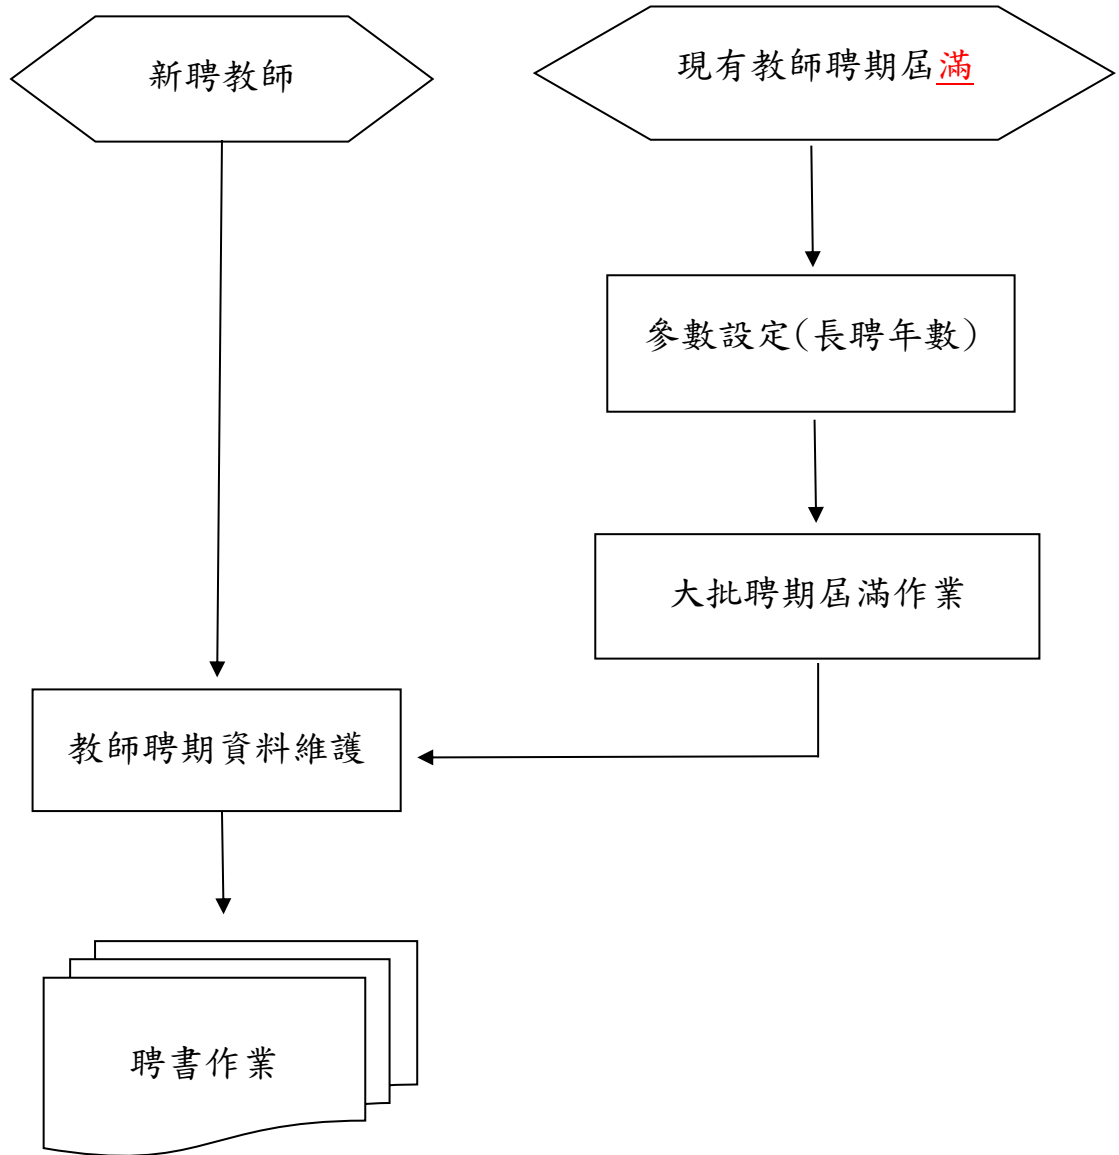 新聘教師
現有教師聘期屆滿
參數設定(長聘年數)
大批聘期屆滿作業
教師聘期資料維護
聘書作業